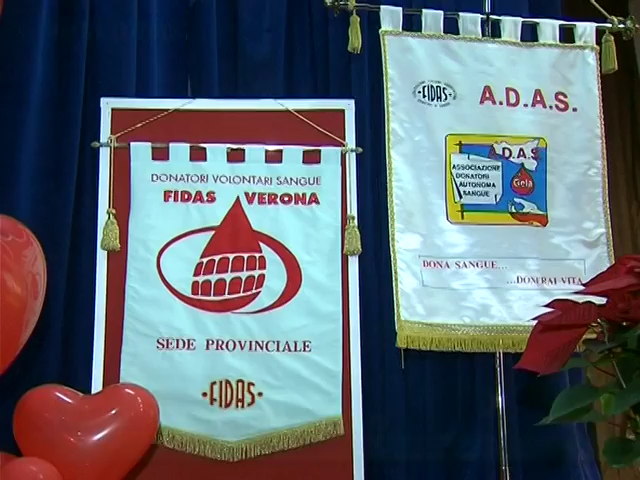 DONATORI VOLONTARI SANGUE
FIDAS VERONA
SEDE PROVINCIALE
·FIDAS·
·FIDAS·
A.D.A.S.
A.D.A.S
ASSOCIAZIONE
DONATORI
AUTONOMA
SANGUE
Gela
DONA SANGUE...
...DONERAI VITA